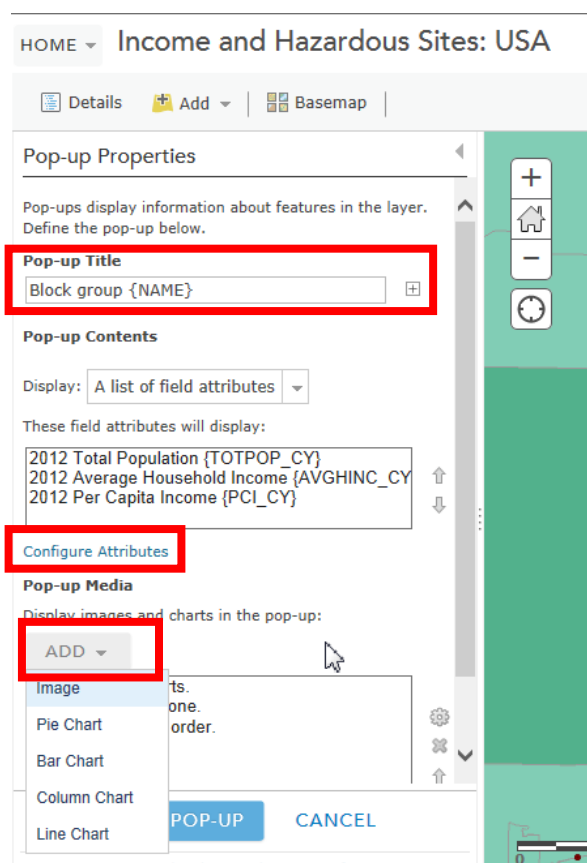 HOME Income and Hazardous Sites: USA
Details Add Basemap
Pop-up Properties
Pop-ups display information about features in the layer.
Define the pop-up below.
Pop-up Title
Block group {NAME}
Pop-up Contents
Display: A list of field attributes
These field attributes will display:
2012 Total Population {TOTPOP_CY}
2012 Average Household Income {AVGHINC_CY
2012 Per Capita Income {PCI_CY}
Configure Attributes
Pop-up Media
Display images and charts in the pop-up:
ADD
Image
rts.
one.
Pie Chart
order.
Bar Chart
Column Chart
Line Chart
POP-UP CANCEL
0